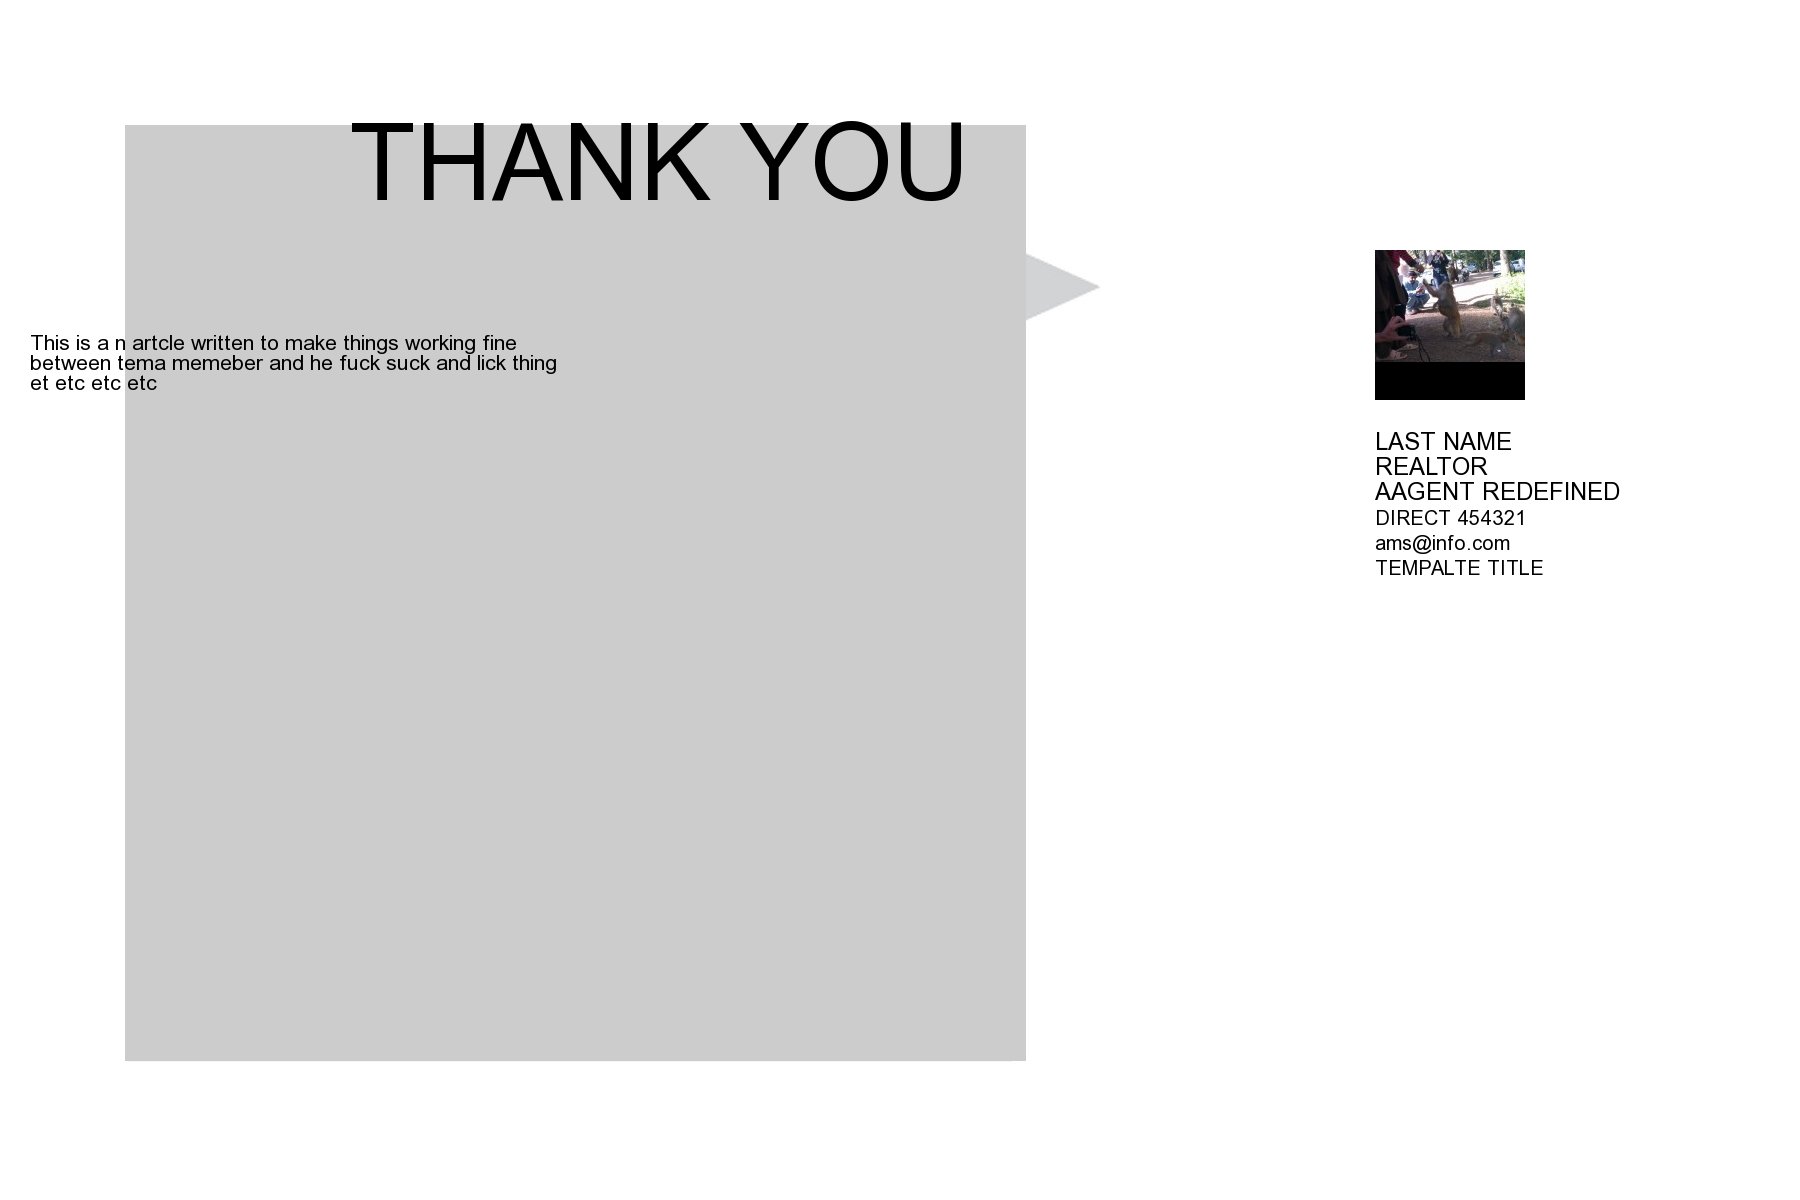 THANK YOU
This is a n artcle written to make things working fine
between tema memeber and he fuck suck and lick thing
et etc etc etc
LAST NAME
REALTOR
AAGENT REDEFINED
DIRECT 454321
ams@info.com
TEMPALTE TITLE